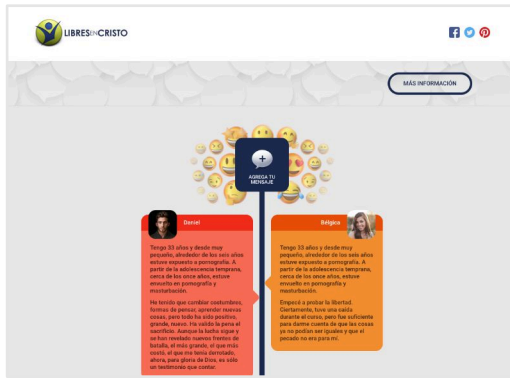 LIBRESENCRISTO
MÁS INFORMACIÓN
AGREGA TU
MENSAJE
Daniel
Tengo 33 años y desde muy
pequeño, alrededor de los seis años
estuve expuesto a pornografía. A
partir de la adolescencia temprana,
cerca de los once años, estuve
envuelto en pornografía y
masturbación.
He tenido que cambiar costumbres,
formas de pensar, aprender nuevas
cosas, pero todo ha sido positivo,
grande, nuevo. Ha valido la pena el
sacrificio. Aunque la lucha sigue y
se han revelado nuevos frentes de
batalla, el más grande, el que más
costó, el que me tenía derrotado,
ahora, para gloria de Dios, es sólo
un testimonio que contar.
Bélgica
Tengo 33 años y desde muy
pequeño, alrededor de los seis años
estuve expuesto a pornografía. A
partir de la adolescencia temprana,
cerca de los once años, estuve
envuelto en pornografía y
masturbación.
Empecé a probar la libertad.
Ciertamente, tuve una caída
durante el curso, pero fue suficiente
para darme cuenta de que las cosas
ya no podían ser iguales y que el
pecado no era para mí.